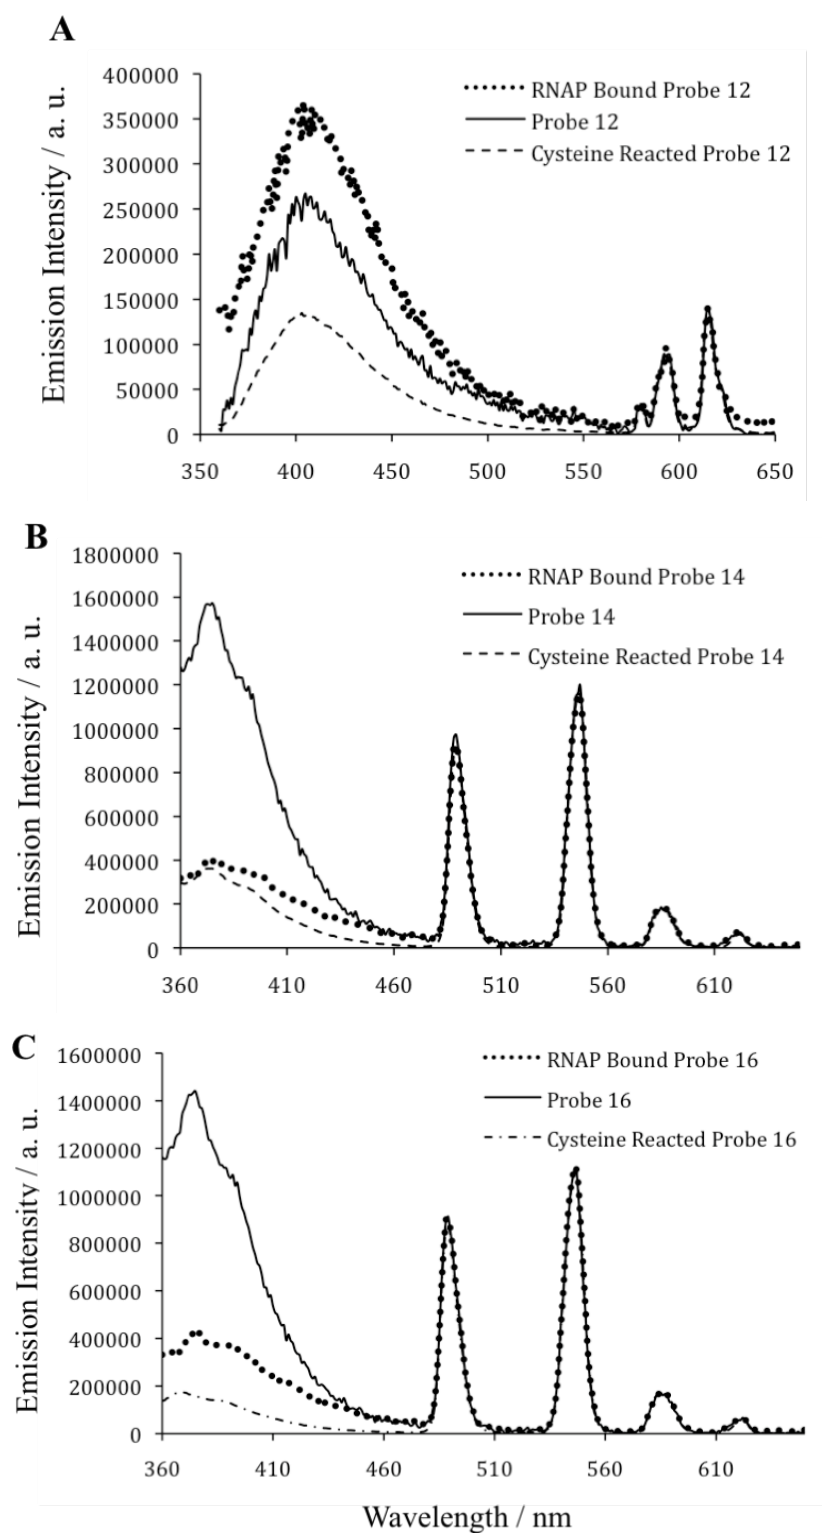 A
400000
350000
300000
250000
200000
150000
100000
50000
0
Emission Intensity / a. u.
RNAP Bound Probe 12
Probe 12
Cysteine Reacted Probe 12
350 400 450 500 550 600 650
B
1800000
1600000
1400000
1200000
1000000
800000
600000
400000
200000
0
Emission Intensity / a. u.
RNAP Bound Probe 14
Probe 14
Cysteine Reacted Probe 14
360 410 460 510 560 610
C
1600000
1400000
1200000
1000000
800000
600000
400000
200000
0
Emission Intensity / a. u.
RNAP Bound Probe 16
Probe 16
Cysteine Reacted Probe 16
360 410 460 510 560 610
Wavelength / nm